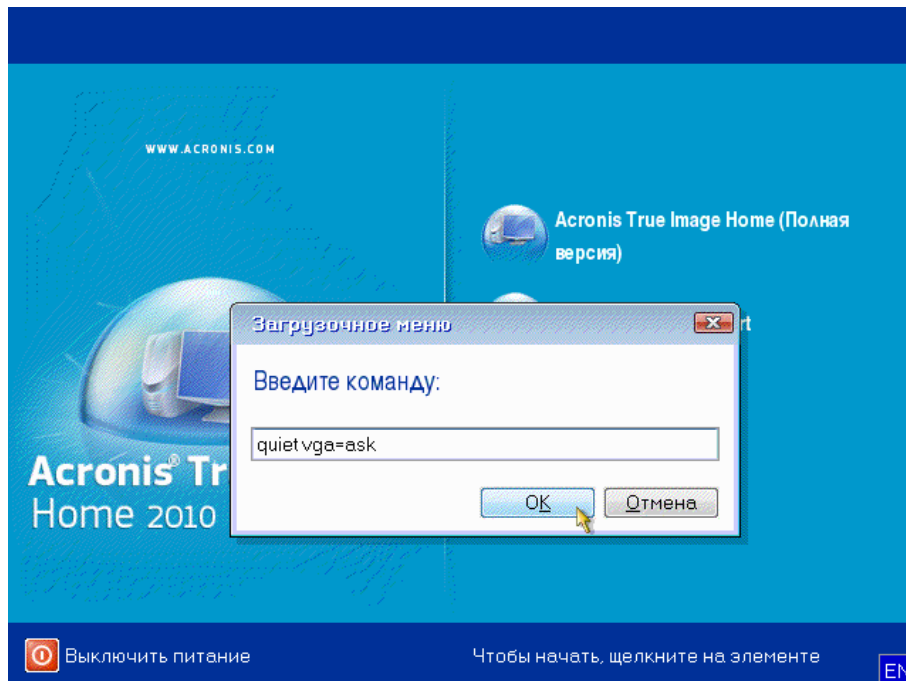 WWW.ACRONIS.COM
Acronis True Image Home (Полная
версия)
rt
Загрузочное меню
Введите команду:
quiet vga=ask
OK
Отмена
Acronis® Tr
Home 2010
Выключить питание
Чтобы начать, щелкните на элементе
EN